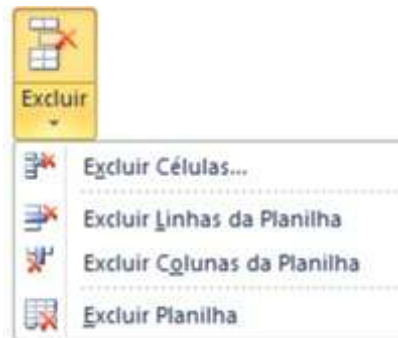 Excluir
Excluir Células...
Excluir Linhas da Planilha
Excluir Colunas da Planilha
Excluir Planilha